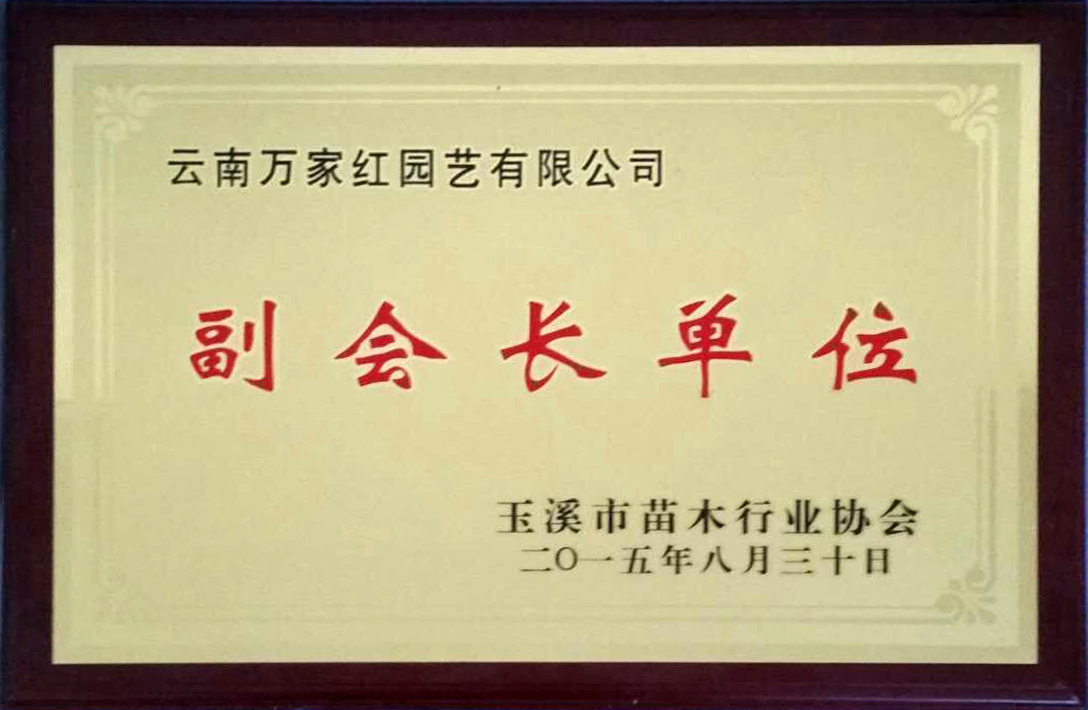 云南万家红园艺有限公司
副会长单位
玉溪市苗木行业协会
二〇一五年八月三十日